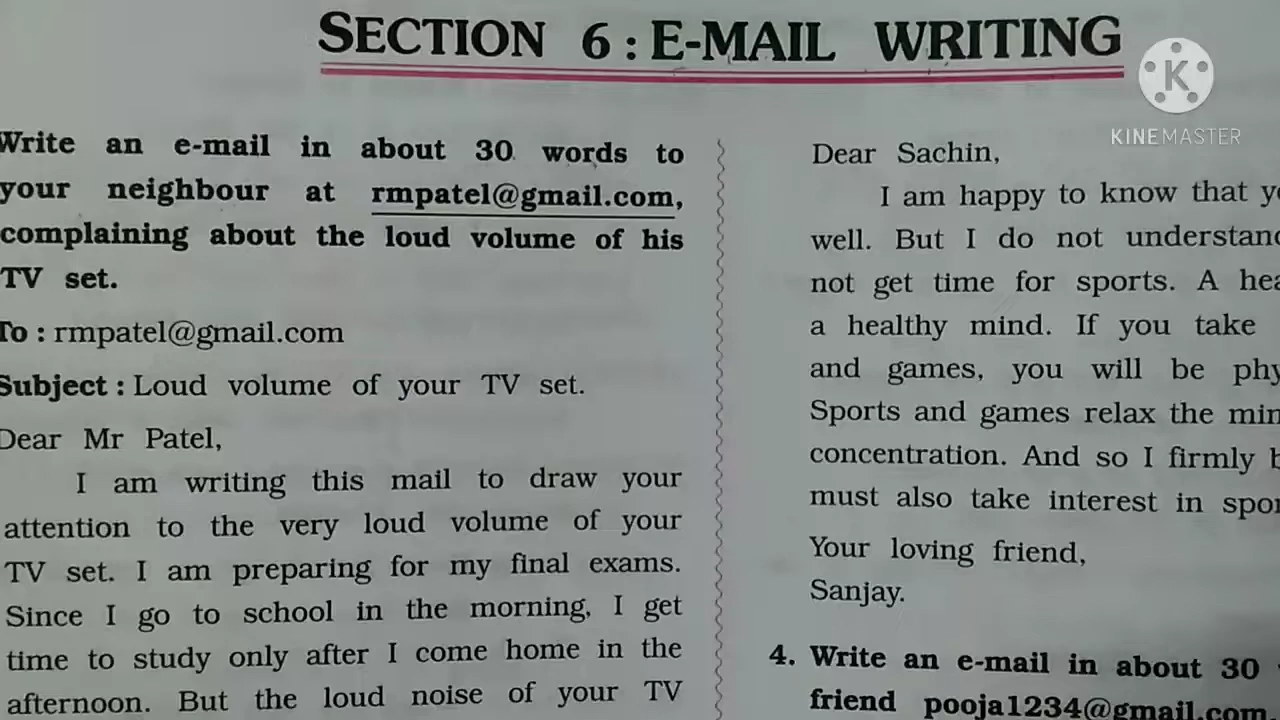 SECTION 6 : E-MAIL WRITING
KINEMASTER
Write an e-mail in about 30 words to
your neighbour at rmpatel@gmail.com,
complaining about the loud volume of his
TV set.
To : rmpatel@gmail.com
Subject : Loud volume of your TV set.
Dear Mr Patel,
I am writing this mail to draw your
attention to the very loud volume of your
TV set. I am preparing for my final exams.
Since I go to school in the morning, I get
time to study only after I come home in the
afternoon. But the loud noise of your TV
Dear Sachin,
I am happy to know that
well. But I do not
not get time for sports. A
a healthy mind. If you take
and games, you will be
Sports and games relax the
concentration. And so I firmly
must also take interest in
Your loving friend,
Sanjay.
4. Write an e-mail in about 30
friend pooja1234@gmail.com